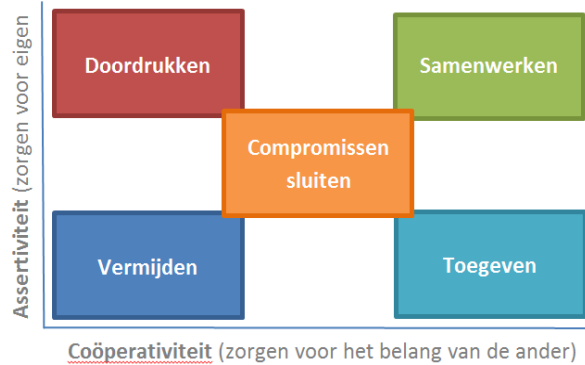 Doordrukken
Samenwerken
Compromissen
sluiten
Vermijden
Toegeven
Assertiviteit (zorgen voor eigen
Coöperativiteit (zorgen voor het belang van de ander)